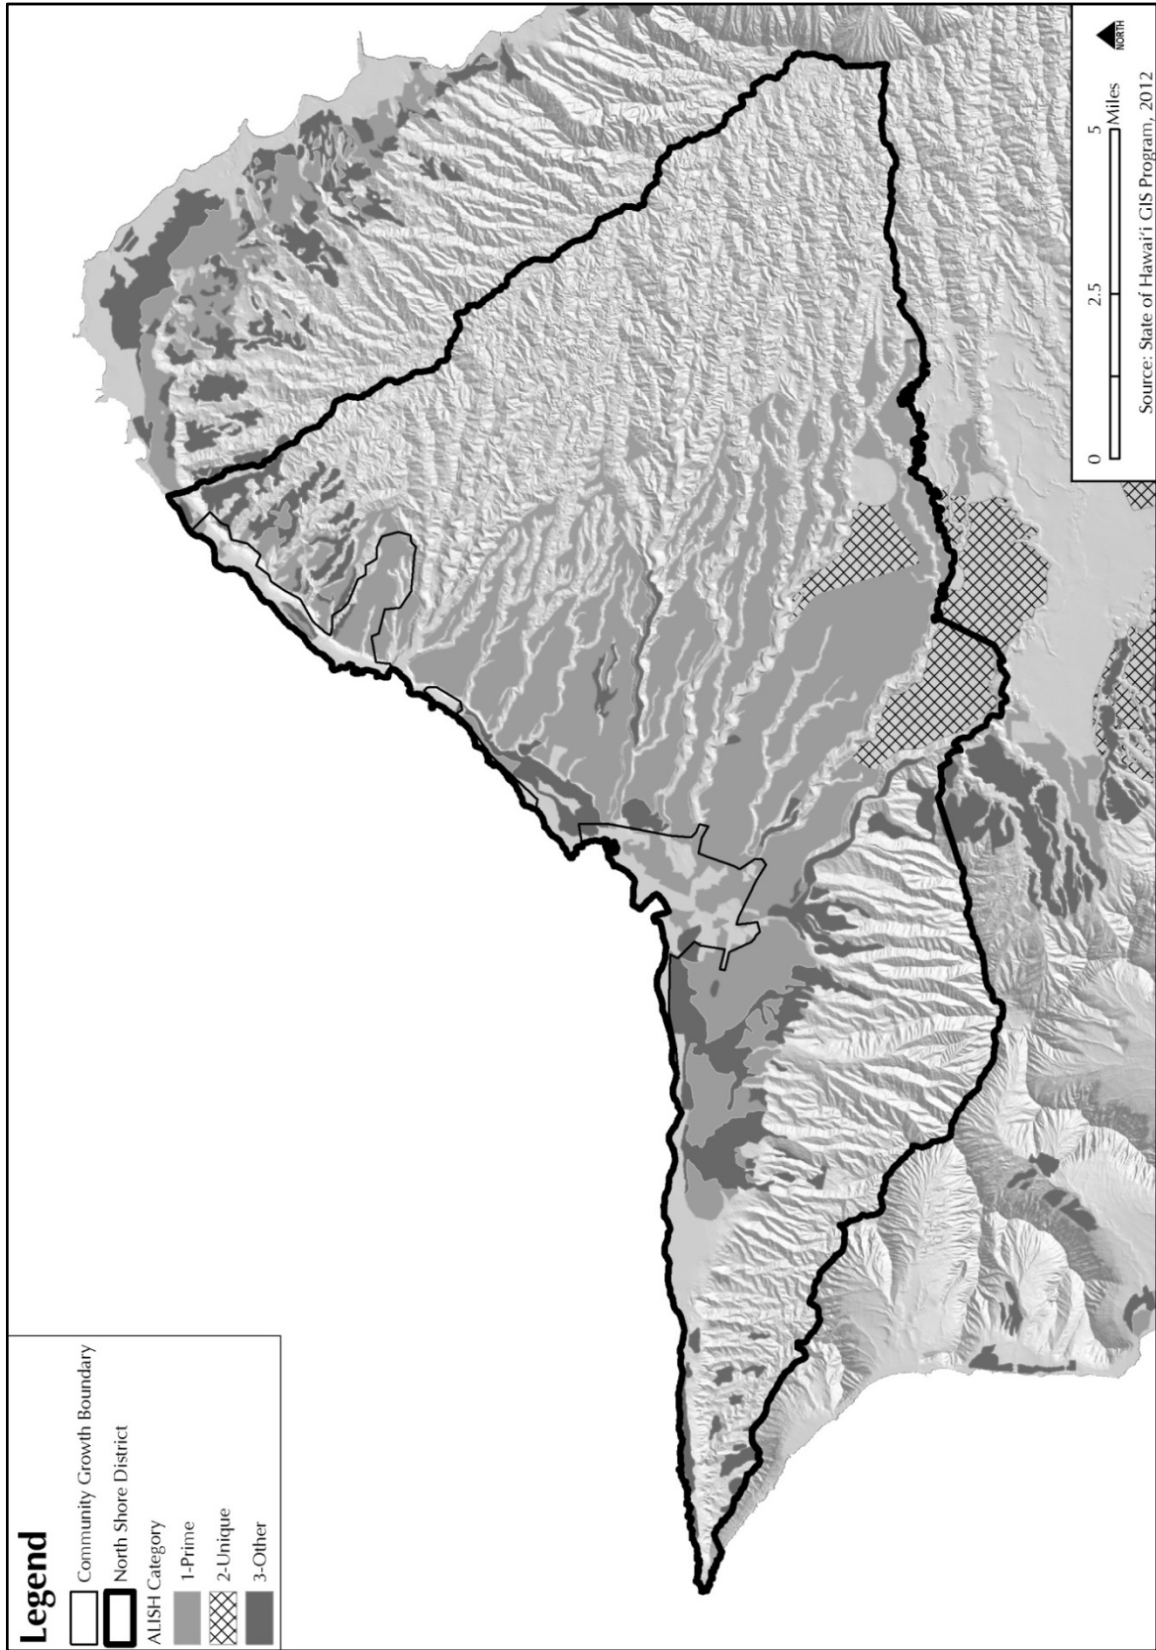 Legend
Community Growth Boundary
North Shore District
ALISH Category
1-Prime
2-Unique
3-Other
0 2.5 5
Miles
NORTH
Source: State of Hawai'i GIS Program, 2012